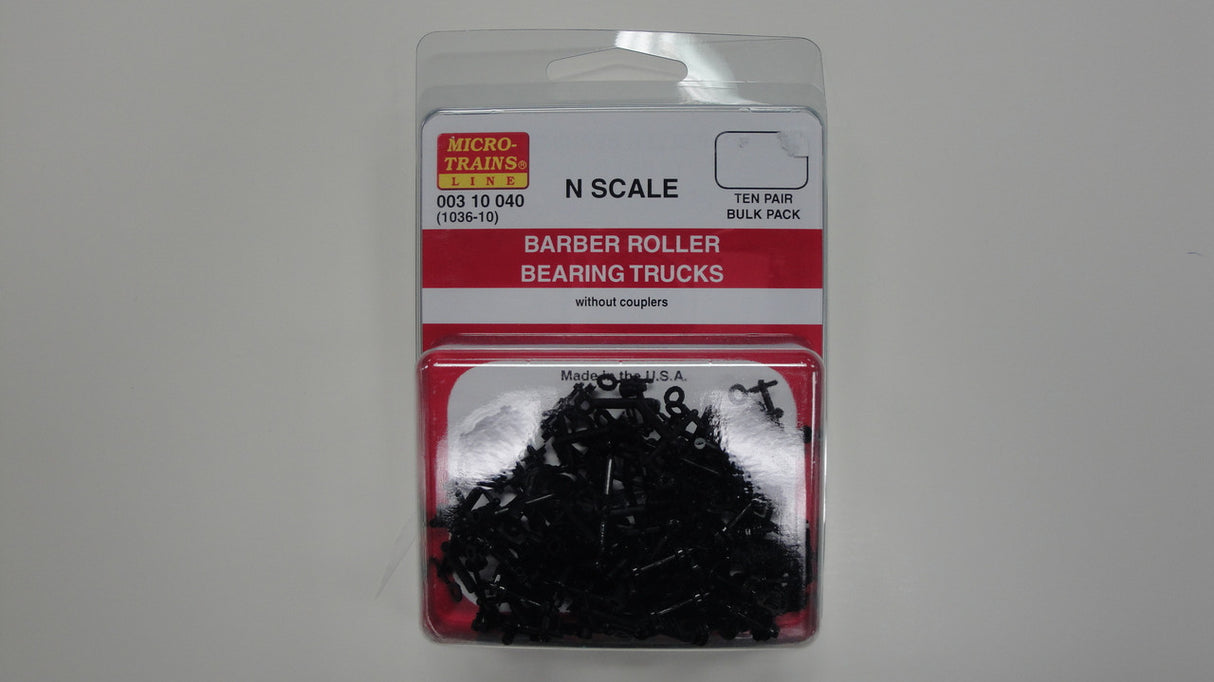 MICRO-
TRAINS®
LINE
003 10 040
(1036-10)
N SCALE
TEN PAIR
BULK PACK
BARBER ROLLER
BEARING TRUCKS
without couplers
Made in the U.S.A.